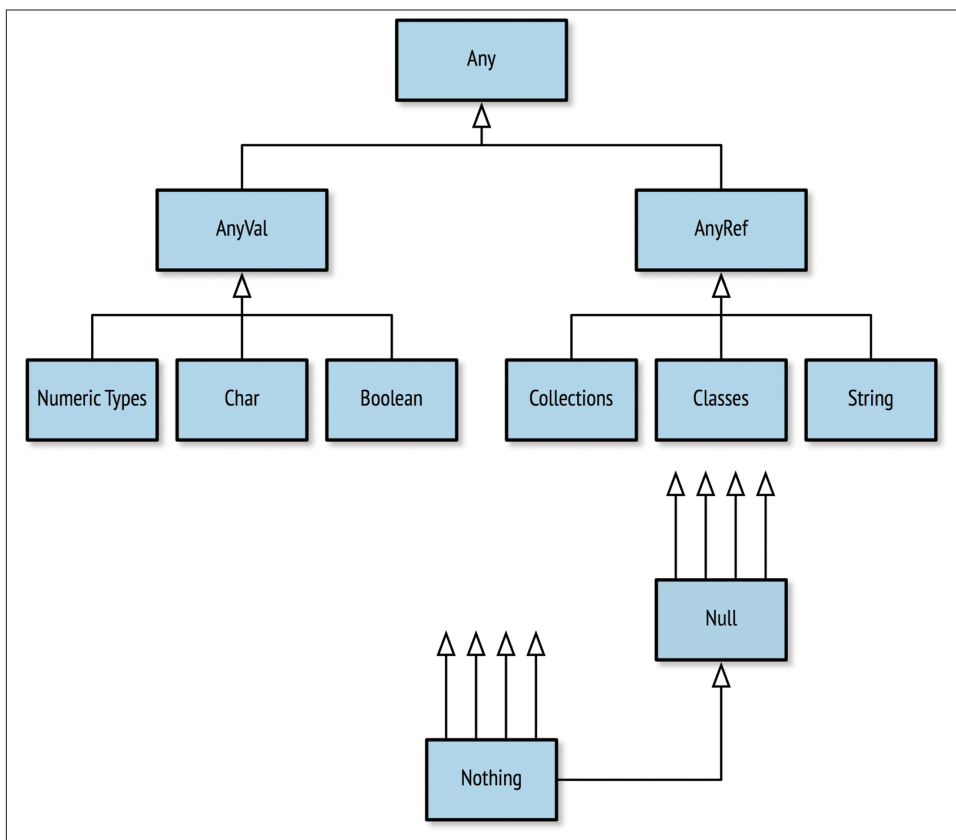 Any
AnyVal
AnyRef
Numeric Types
Char
Boolean
Collections
Classes
String
Null
Nothing